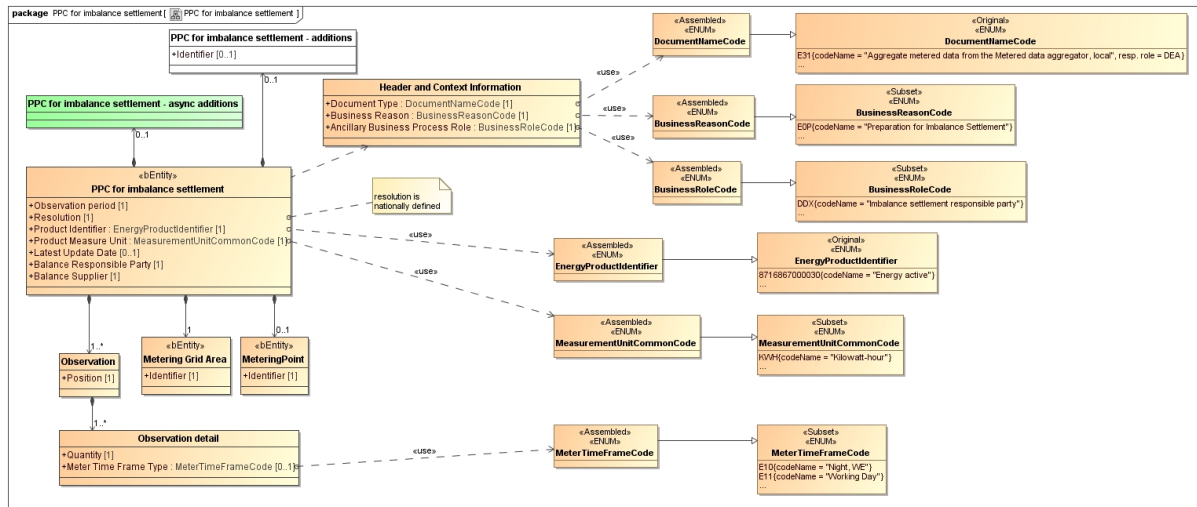 package PPC for imbalance settlement [ PPC for imbalance settlement ]
PPC for imbalance settlement - additions
+Identifier [0..1]
0..1
PPC for imbalance settlement - async additions
0..1
«bEntity»
PPC for imbalance settlement
+Observation period [1]
+Resolution [1]
+Product Identifier : EnergyProductIdentifier [1]
+Product Measure Unit : MeasurementUnitCommonCode [1]
+Latest Update Date [0..1]
+Balance Responsible Party [1]
+Balance Supplier [1]
Header and Context Information
+Document Type : DocumentNameCode [1]
+Business Reason : BusinessReasonCode [1]
+Ancillary Business Process Role : BusinessRoleCode [1]
resolution is
nationally defined
«use»
«use»
«use»
«Assembled»
«ENUM»
DocumentNameCode
«Original»
«ENUM»
DocumentNameCode
E31{codeName = "Aggregate metered data from the Metered data aggregator, local", resp. role = DEA}
...
«Assembled»
«ENUM»
BusinessReasonCode
«Subset»
«ENUM»
BusinessReasonCode
E0P{codeName = "Preparation for Imbalance Settlement"}
...
«Assembled»
«ENUM»
BusinessRoleCode
«Subset»
«ENUM»
BusinessRoleCode
DDX{codeName = "Imbalance settlement responsible party"}
...
«use»
«Assembled»
«ENUM»
EnergyProductIdentifier
«Original»
«ENUM»
EnergyProductIdentifier
8716867000030{codeName = "Energy active"}
...
«use»
«Assembled»
«ENUM»
MeasurementUnitCommonCode
«Subset»
«ENUM»
MeasurementUnitCommonCode
KWH{codeName = "Kilowatt-hour"}
...
1..*
1
0..1
Observation
+Position [1]
«bEntity»
Metering Grid Area
+Identifier [1]
«bEntity»
MeteringPoint
+Identifier [1]
1..*
Observation detail
+Quantity [1]
+Meter Time Frame Type : MeterTimeFrameCode [0..1]
«use»
«Assembled»
«ENUM»
MeterTimeFrameCode
«Subset»
«ENUM»
MeterTimeFrameCode
E10{codeName = "Night, WE"}
E11{codeName = "Working Day"}
...